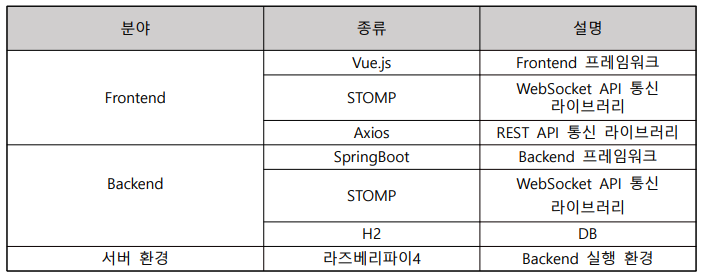 분야 종류 설명
Frontend
Vue.js Frontend 프레임워크
STOMP WebSocket API 통신
라이브러리
Axios REST API 통신 라이브러리
Backend
SpringBoot Backend 프레임워크
STOMP WebSocket API 통신
라이브러리
H2 DB
서버 환경 라즈베리파이4 Backend 실행 환경